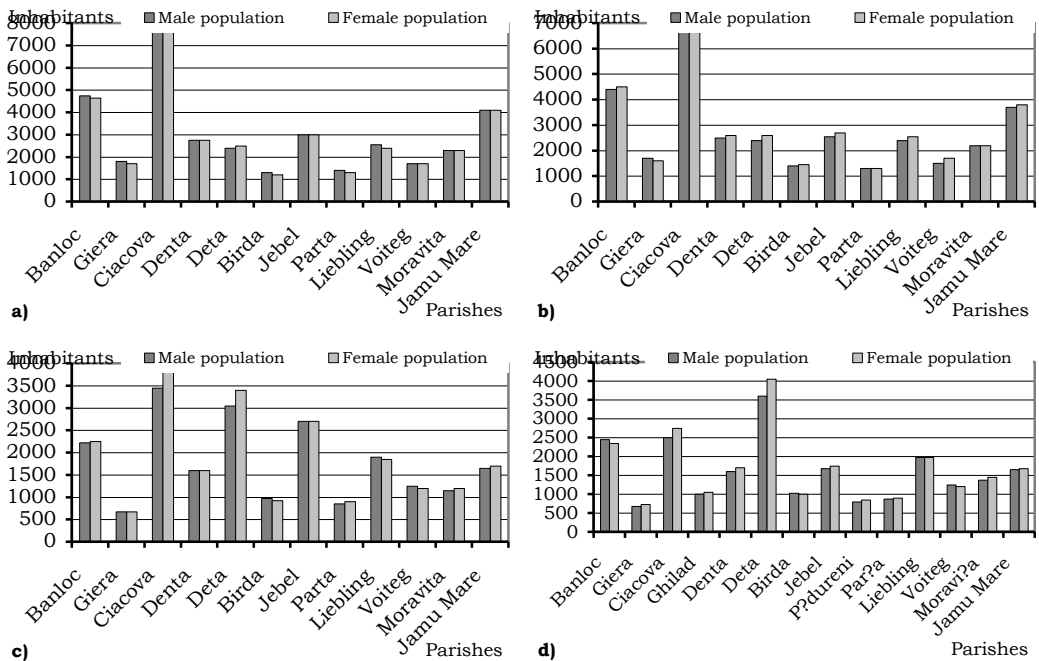 Inhabitants
Male population
Female population
8000
7000
6000
5000
4000
3000
2000
1000
0
Banloc
Giera
Ciacova
Denta
Deta
Birda
Jebel
Parta
Liebling
Voiteg
Moravita
Jamu Mare
Parishes
a)
Inhabitants
Male population
Female population
7000
6000
5000
4000
3000
2000
1000
0
Banloc
Giera
Ciacova
Denta
Deta
Birda
Jebel
Parta
Liebling
Voiteg
Moravita
Jamu Mare
Parishes
b)
Inhabitants
Male population
Female population
4000
3500
3000
2500
2000
1500
1000
500
0
Banloc
Giera
Ciacova
Denta
Deta
Birda
Jebel
Parta
Liebling
Voiteg
Moravita
Jamu Mare
Parishes
c)
Inhabitants
Male population
Female population
4500
4000
3500
3000
2500
2000
1500
1000
500
0
Banloc
Giera
Ciacova
Ghilad
Denta
Deta
Birda
Jebel
P?dureni
Par?a
Liebling
Voiteg
Moravi?a
Jamu Mare
Parishes
d)